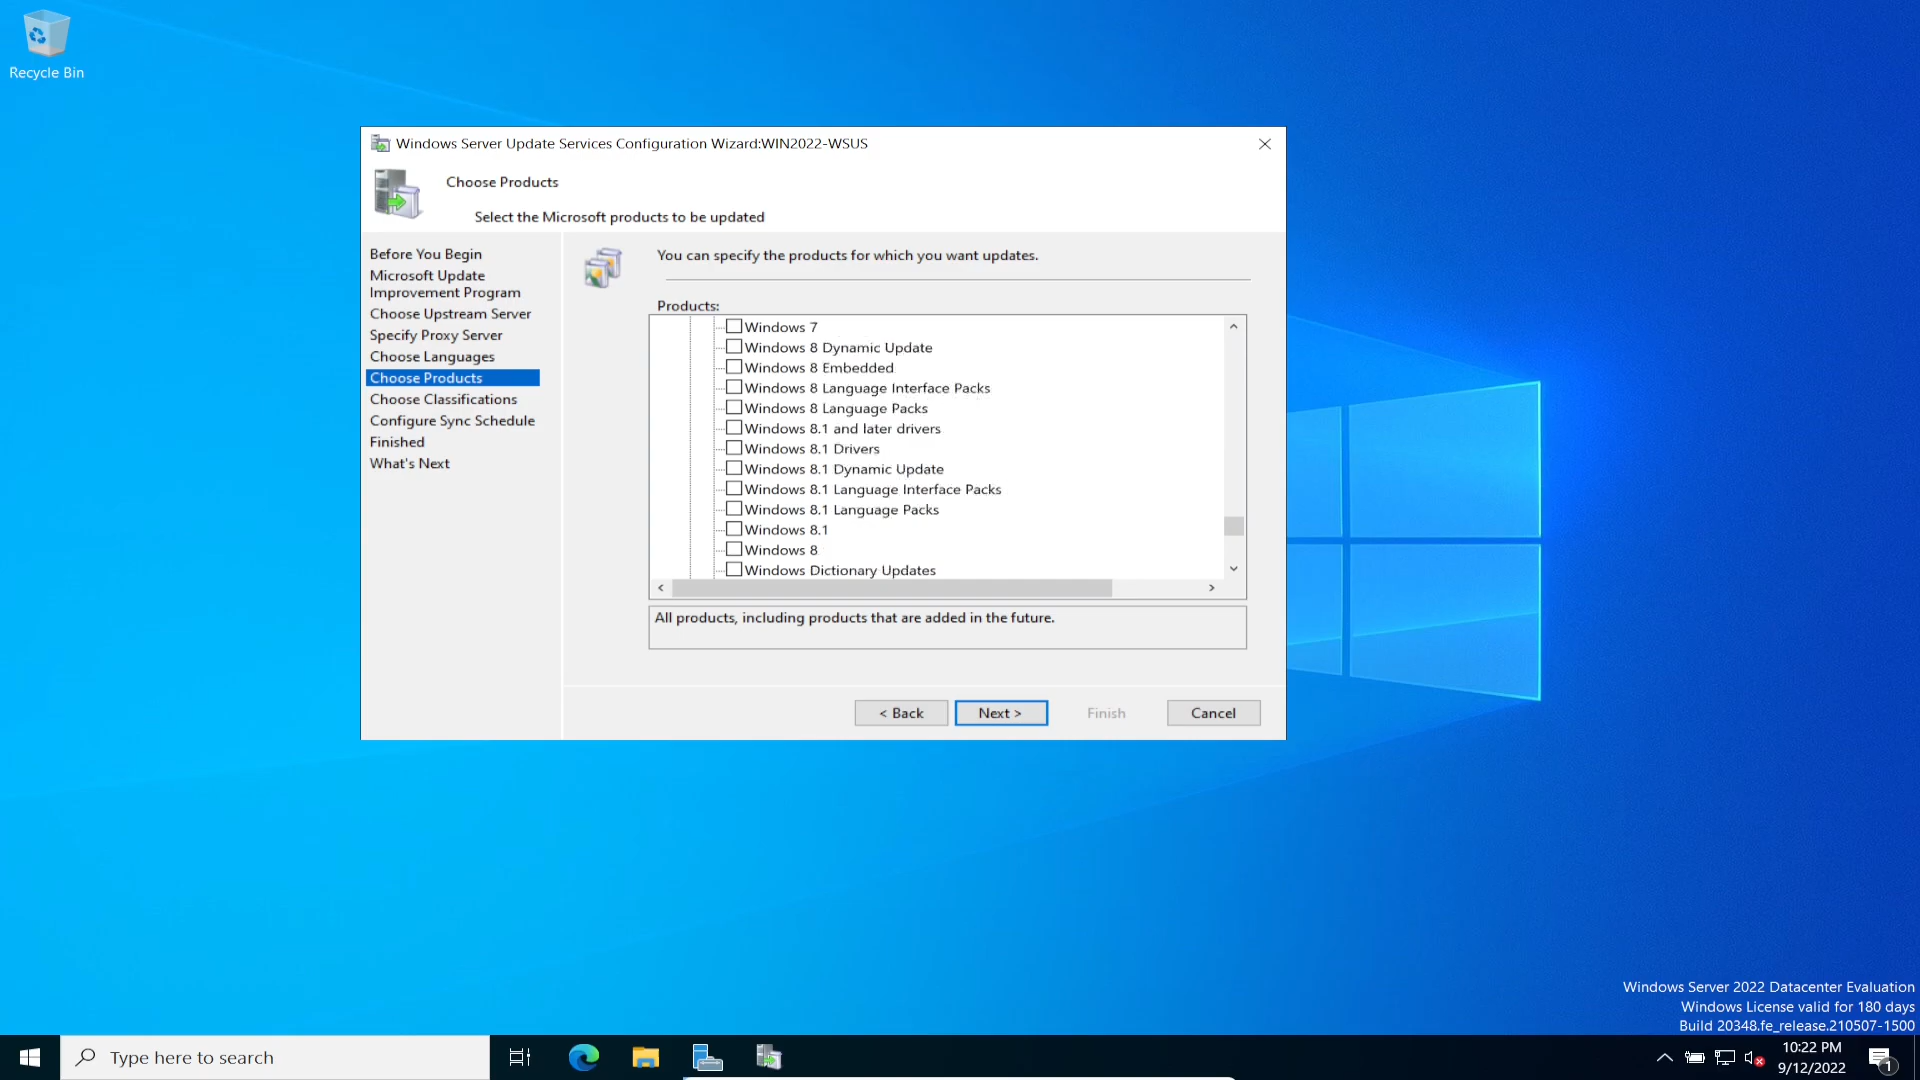 Recycle Bin
Windows Server Update Services Configuration Wizard:WIN2022-WSUS
Choose Products
Select the Microsoft products to be updated
Before You Begin
Microsoft Update
Improvement Program
Choose Upstream Server
Specify Proxy Server
Choose Languages
Choose Products
Choose Classifications
Configure Sync Schedule
Finished
What's Next
You can specify the products for which you want updates.
Products:
Windows 7
Windows 8 Dynamic Update
Windows 8 Embedded
Windows 8 Language Interface Packs
Windows 8 Language Packs
Windows 8.1 and later drivers
Windows 8.1 Drivers
Windows 8.1 Dynamic Update
Windows 8.1 Language Interface Packs
Windows 8.1 Language Packs
Windows 8.1
Windows 8
Windows Dictionary Updates
All products, including products that are added in the future.
< Back
Next >
Finish
Cancel
Windows Server 2022 Datacenter Evaluation
Windows License valid for 180 days
Build 20348.fe_release.210507-1500
Type here to search
10:22 PM
9/12/2022
1